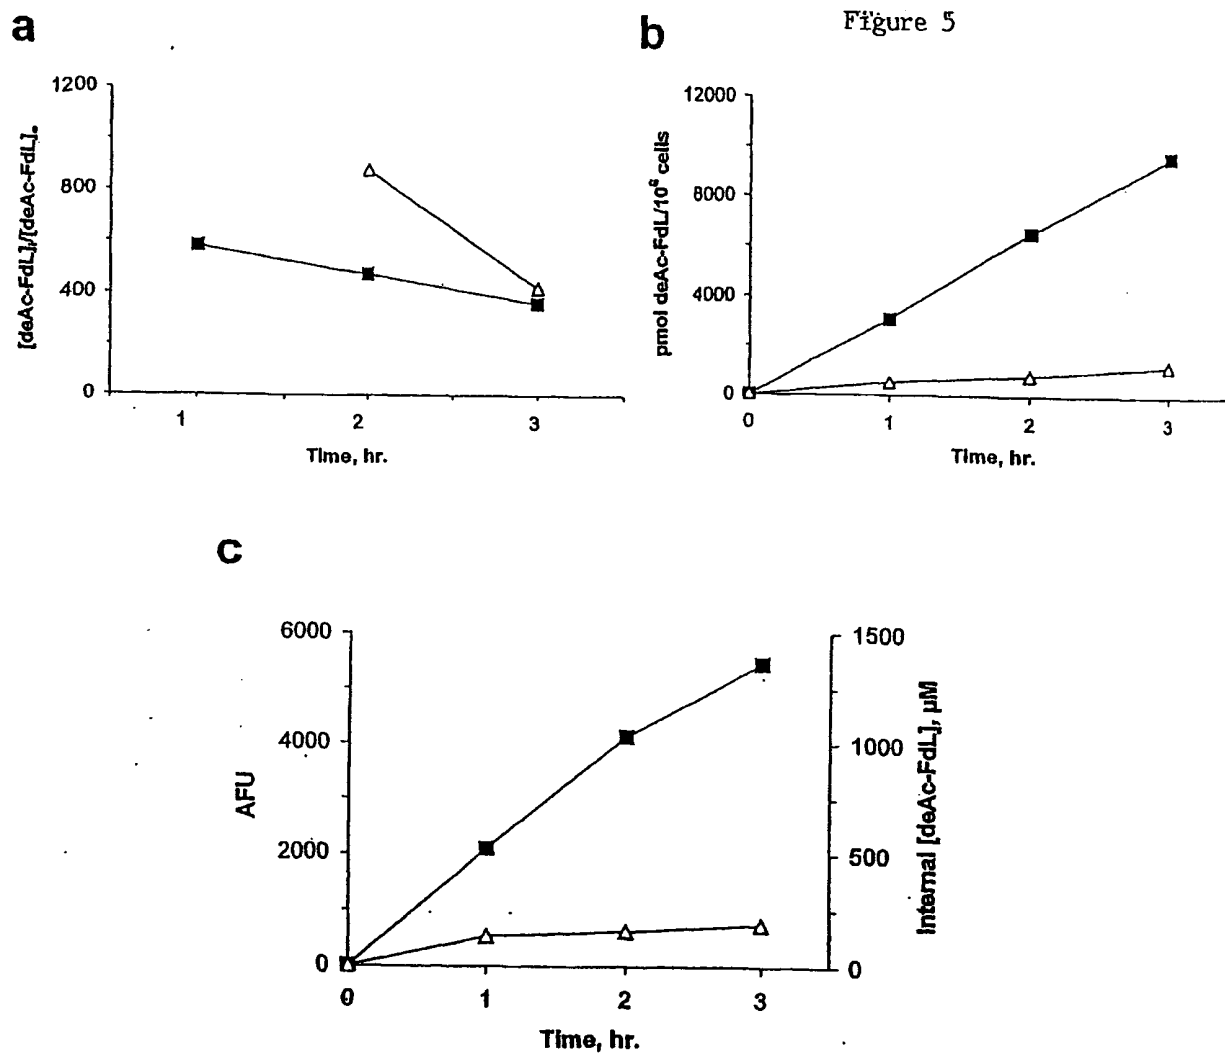 Figure 5
a
1200
800
400
0
1
2
3
Time, hr.
[deAc-FdL]ᵢ/[deAc-FdL]ₒ
b
12000
8000
4000
0
0
1
2
3
Time, hr.
pmol deAc-FdL/10⁶ cells
c
6000
4000
2000
0
AFU
0
1
2
3
Time, hr.
1500
1000
500
0
Internal [deAc-FdL], µM